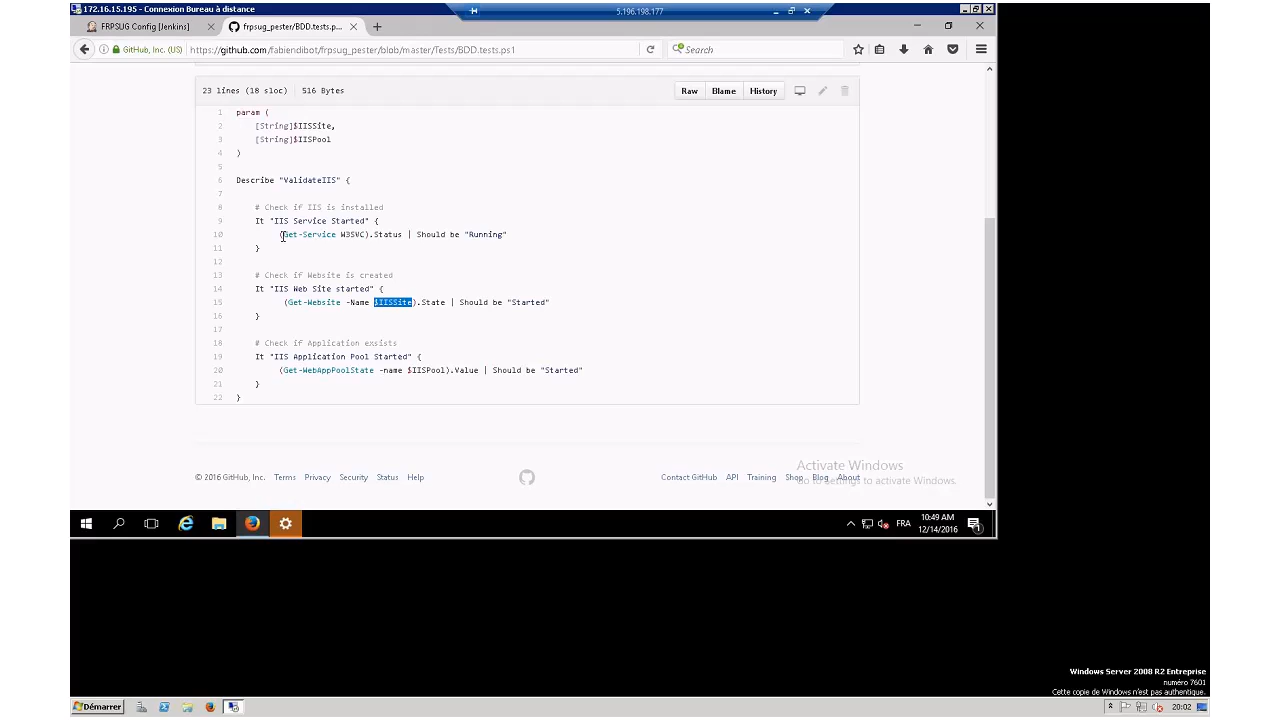 172.16.15.195 - Connexion Bureau à distance
5.196.198.177
FRPSUG Config [Jenkins]
frpsug_pester/BDD.tests.p...
GitHub, Inc. (US)
https://github.com/fabiendibot/frpsug_pester/blob/master/Tests/BDD.tests.ps1
Search
23 lines (18 sloc) 516 Bytes
Raw Blame History
1 param (
2 [String]$IISSite,
3 [String]$IISPool
4 )
5
6 Describe "ValidateIIS" {
7
8 # Check if IIS is installed
9 It "IIS Service Started" {
10 (Get-Service W3SVC).Status | Should be "Running"
11 }
12
13 # Check if Website is created
14 It "IIS Web Site started" {
15 (Get-Website -Name $IISSite).State | Should be "Started"
16 }
17
18 # Check if Application exsists
19 It "IIS Application Pool Started" {
20 (Get-WebAppPoolState -name $IISPool).Value | Should be "Started"
21 }
22 }
Activate Windows
Go to Settings to activate Windows.
© 2016 GitHub, Inc. Terms Privacy Security Status Help
Contact GitHub API Training Shop Blog About
FRA
10:49 AM
12/14/2016
1
Windows Server 2008 R2 Entreprise
numéro 7601
Cette copie de Windows n'est pas authentique.
Démarrer
20:02